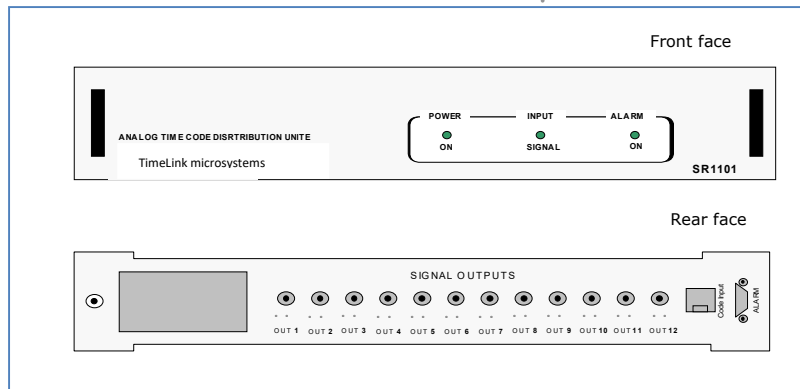 Front face
POWER INPUT ALARM
ON SIGNAL ON
ANALOG TIME CODE DISRTRIBUTION UNITE
TimeLink microsystems
SR1101
Rear face
SIGNAL OUTPUTS
OUT 1 OUT 2 OUT 3 OUT 4 OUT 5 OUT 6 OUT 7 OUT 8 OUT 9 OUT 10 OUT 11 OUT 12
Code Input
ALARM